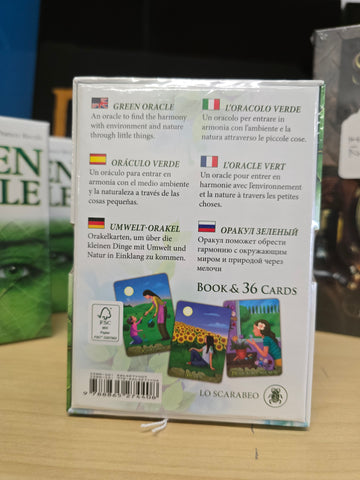 EN
LE
GREEN ORACLE
An oracle to find the harmony
with environment and nature
through little things.
L'ORACOLO VERDE
Un oracolo per entrare in
armonia con l'ambiente e la
natura attraverso le piccole cose.
ORÁCULO VERDE
Un oráculo para entrar en
armonía con el medio ambiente
y la naturaleza a través de las
cosas pequeñas.
L'ORACLE VERT
Un oracle pour entrer en
harmonie avec l'environnement
et la nature à travers les petites
choses.
UMWELT-ORAKEL
Orakelkarten, um über die
kleinen Dinge mit Umwelt und
Natur in Einklang zu kommen.
ОРАКУЛ ЗЕЛЕНЫЙ
Оракул поможет обрести
гармонию с окружающим
миром и природой через
мелочи
BOOK & 36 CARDS
FSC
LO SCARABEO